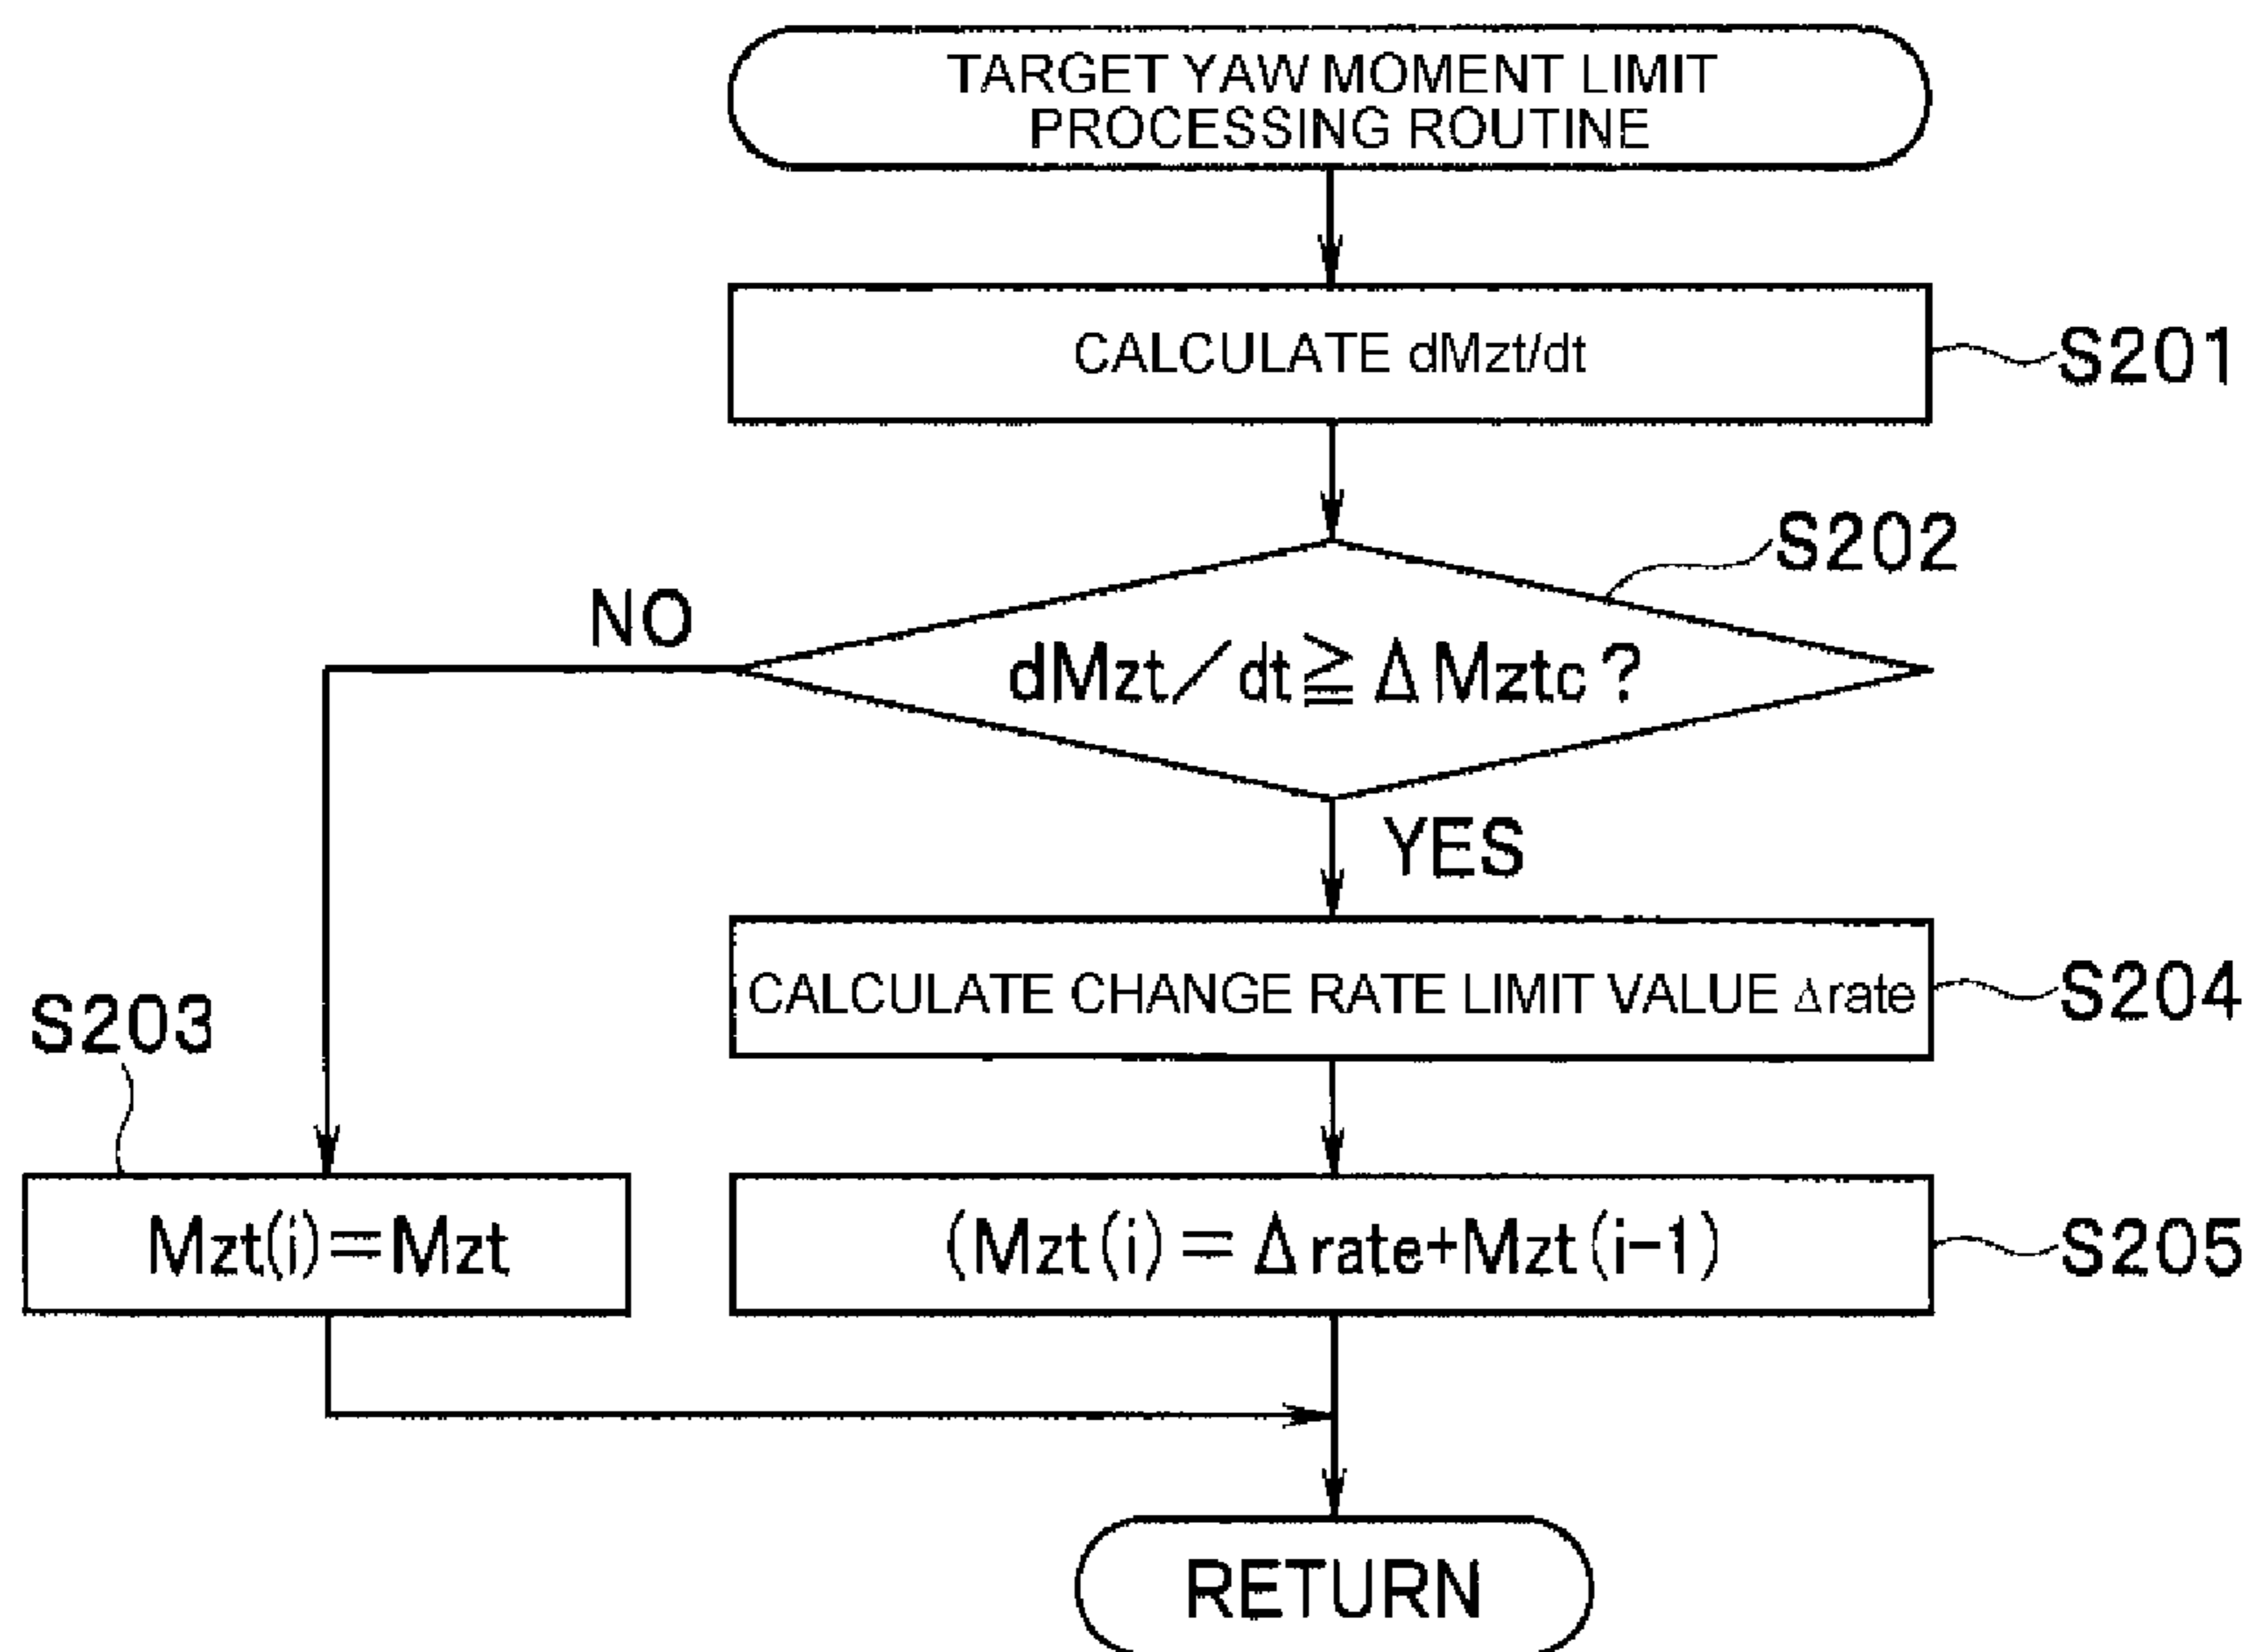 TARGET YAW MOMENT LIMIT
PROCESSING ROUTINE
CALCULATE dMzt/dt
S201
S202
NO
dMzt/dt≧ΔMztc?
YES
CALCULATE CHANGE RATE LIMIT VALUE Δrate
S204
S203
Mzt(i)=Mzt
(Mzt(i)=Δrate+Mzt(i-1)
S205
RETURN